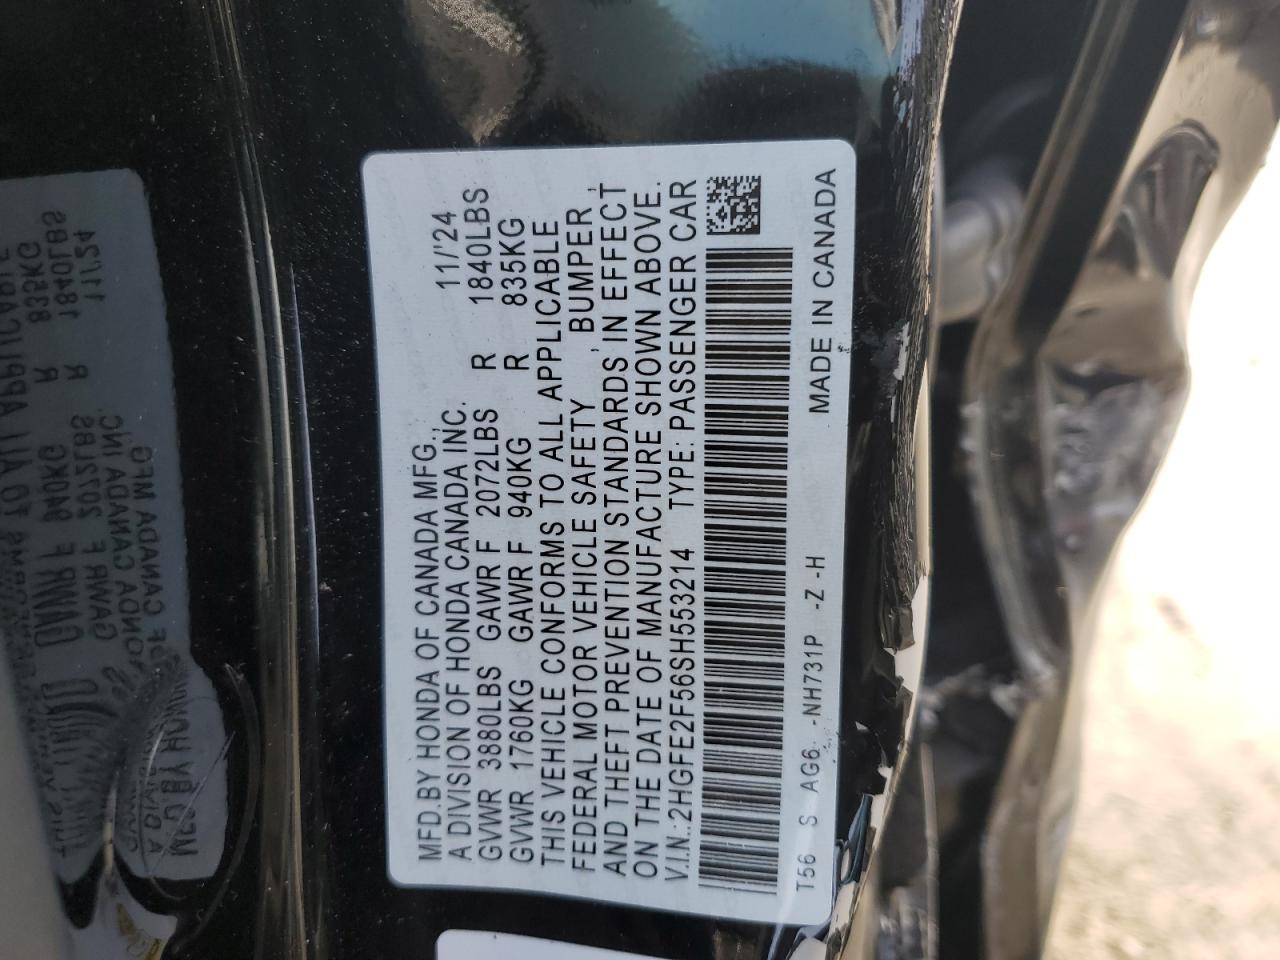 MFD.BY HONDA OF CANADA MFG., 11/'24
A DIVISION OF HONDA CANADA INC.
GVWR 3880LBS GAWR F 2072LBS R 1840LBS
GVWR 1760KG GAWR F 940KG R 835KG
THIS VEHICLE CONFORMS TO ALL APPLICABLE
FEDERAL MOTOR VEHICLE SAFETY, BUMPER,
AND THEFT PREVENTION STANDARDS IN EFFECT
ON THE DATE OF MANUFACTURE SHOWN ABOVE.
V.I.N.:2HGFE2F56SH553214 TYPE: PASSENGER CAR
T56 S AG6. -NH731P -Z -H MADE IN CANADA